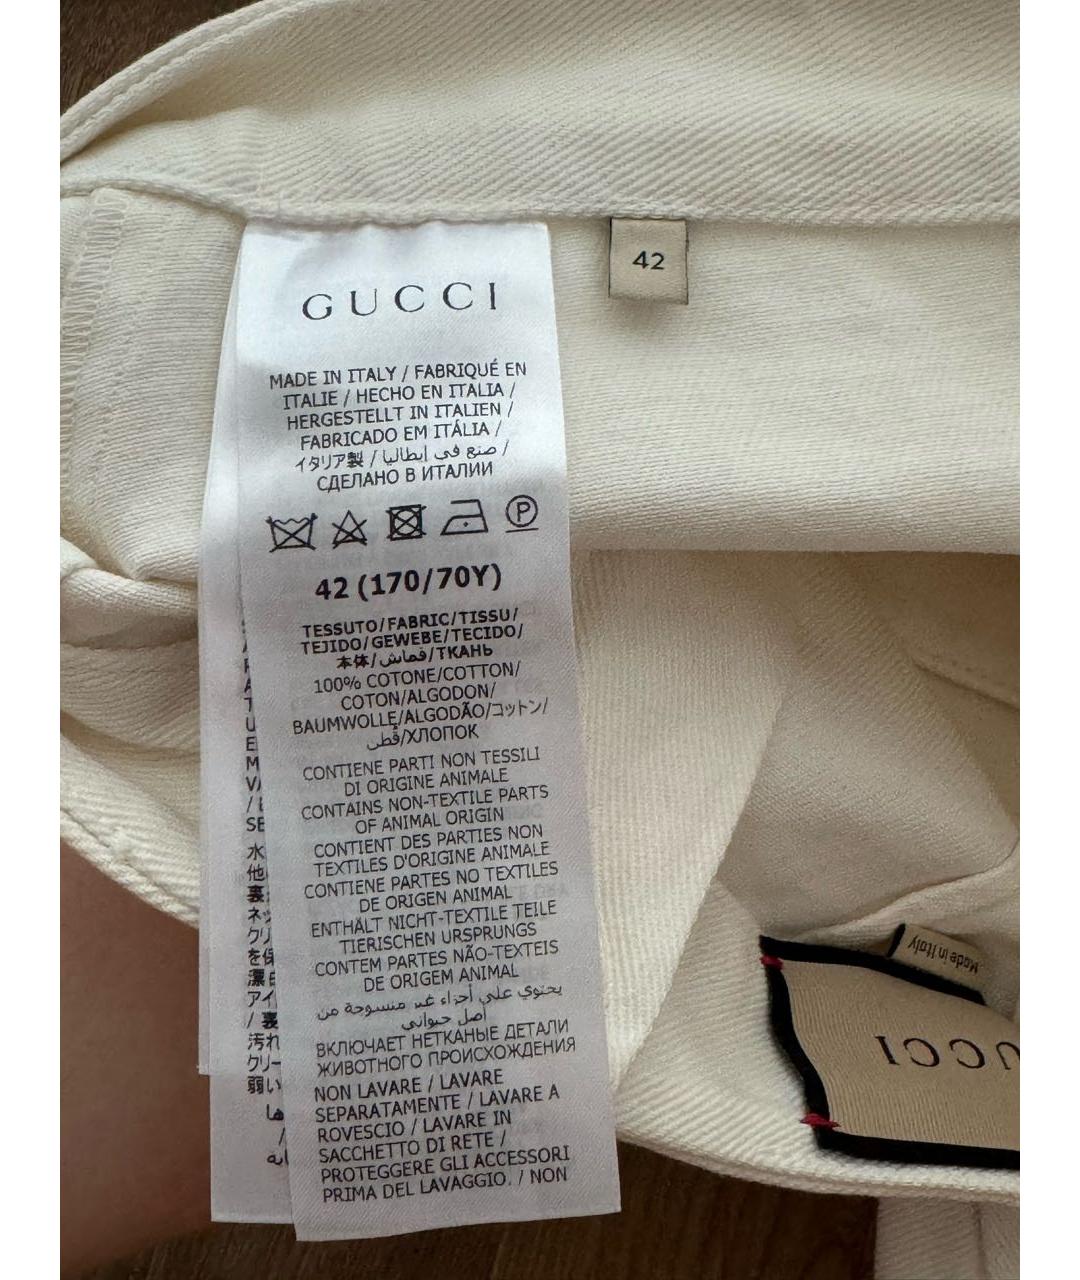 GUCCI
42
MADE IN ITALY / FABRIQUÉ EN
ITALIE / HECHO EN ITALIA /
HERGESTELLT IN ITALIEN /
FABRICADO EM ITÁLIA /
イタリア製 / صنع في ايطاليا /
СДЕЛАНО В ИТАЛИИ
P
42 (170/70Y)
TESSUTO/FABRIC/TISSU/
TEJIDO/GEWEBE/TECIDO/
本体/قماش/ТКАНЬ
100% COTONE/COTTON/
COTON/ALGODON/
BAUMWOLLE/ALGODÃO/コットン/
قطن/ХЛОПОК
CONTIENE PARTI NON TESSILI
DI ORIGINE ANIMALE
CONTAINS NON-TEXTILE PARTS
OF ANIMAL ORIGIN
CONTIENT DES PARTIES NON
TEXTILES D'ORIGINE ANIMALE
CONTIENE PARTES NO TEXTILES
DE ORIGEN ANIMAL
ENTHÄLT NICHT-TEXTILE TEILE
TIERISCHEN URSPRUNGS
CONTEM PARTES NÃO-TEXTEIS
DE ORIGEM ANIMAL
يحتوي على أجزاء غير منسوجة من
أصل حيواني
ВКЛЮЧАЕТ НЕТКАНЫЕ ДЕТАЛИ
ЖИВОТНОГО ПРОИСХОЖДЕНИЯ
NON LAVARE / LAVARE
SEPARATAMENTE / LAVARE A
ROVESCIO / LAVARE IN
SACCHETTO DI RETE /
PROTEGGERE GLI ACCESSORI
PRIMA DEL LAVAGGIO. / NON
Made in Italy
UCCI